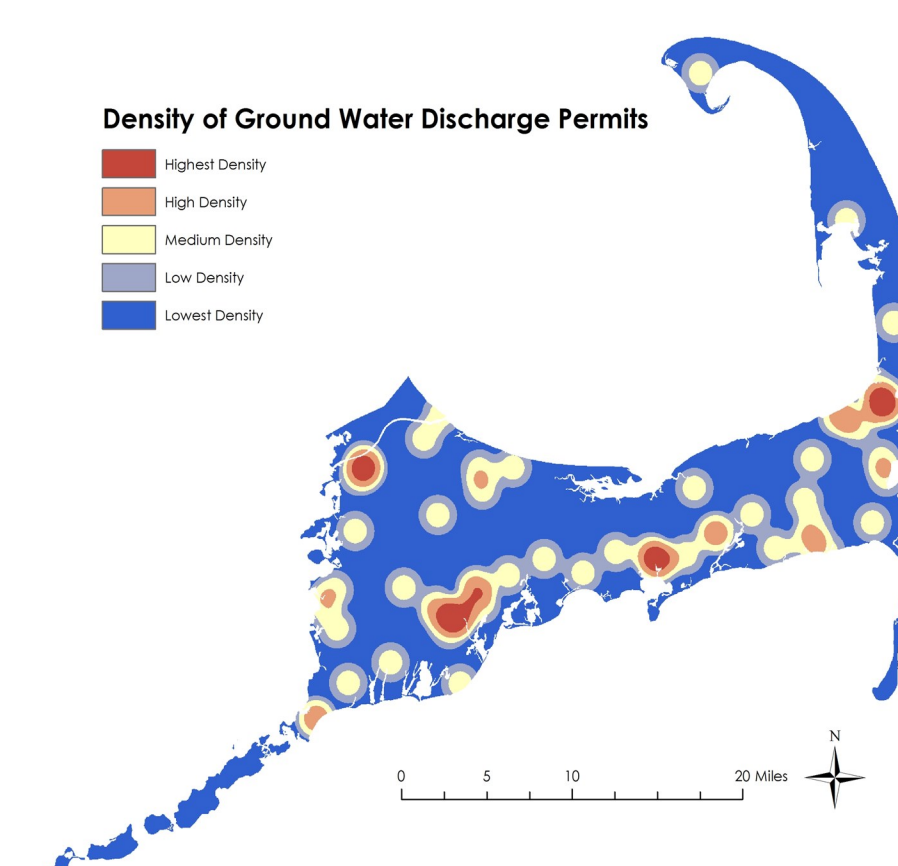 Density of Ground Water Discharge Permits
Highest Density
High Density
Medium Density
Low Density
Lowest Density
N
0 5 10 20 Miles